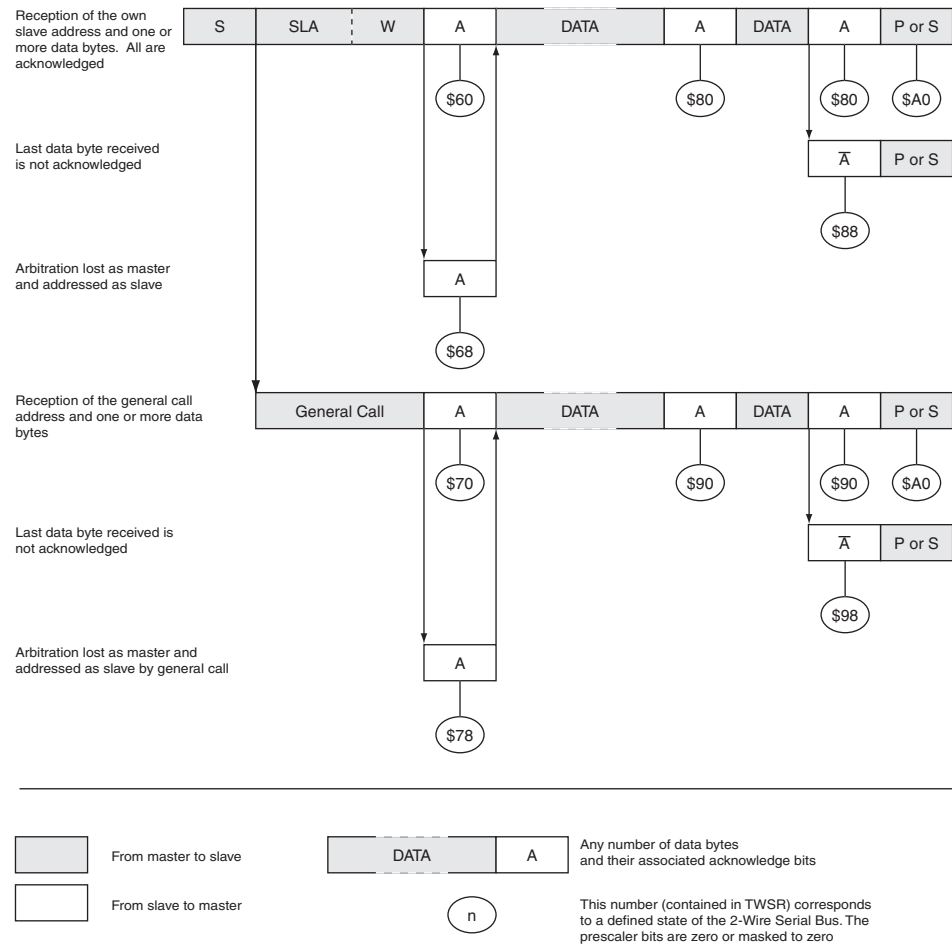 Reception of the own
slave address and one or
more data bytes. All are
acknowledged
S SLA W A DATA A DATA A P or S
$60 $80 $80 $A0
Last data byte received
is not acknowledged
A̅ P or S
$88
Arbitration lost as master
and addressed as slave
A
$68
Reception of the general call
address and one or more data
bytes
General Call A DATA A DATA A P or S
$70 $90 $90 $A0
Last data byte received is
not acknowledged
A̅ P or S
$98
Arbitration lost as master and
addressed as slave by general call
A
$78
From master to slave
From slave to master
DATA A
Any number of data bytes
and their associated acknowledge bits
n
This number (contained in TWSR) corresponds
to a defined state of the 2-Wire Serial Bus. The
prescaler bits are zero or masked to zero